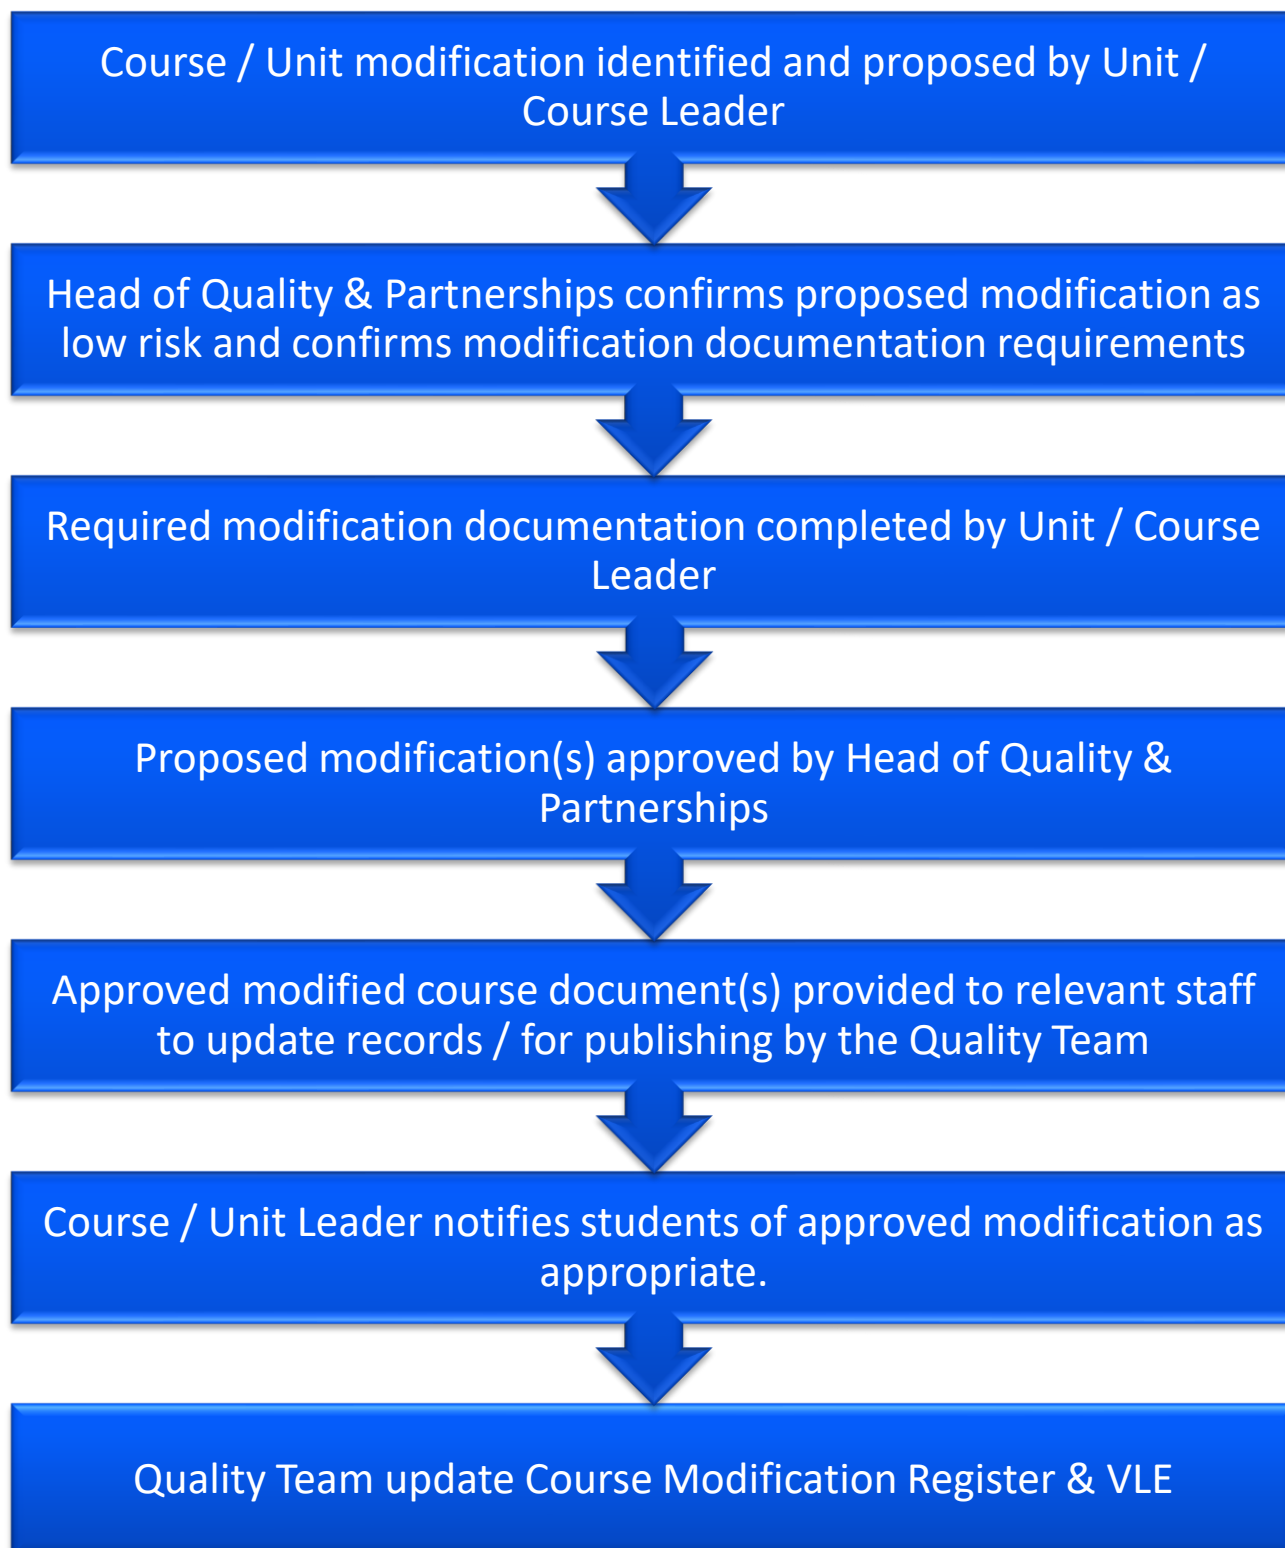 Course / Unit modification identified and proposed by Unit /
Course Leader
Head of Quality & Partnerships confirms proposed modification as
low risk and confirms modification documentation requirements
Required modification documentation completed by Unit / Course
Leader
Proposed modification(s) approved by Head of Quality &
Partnerships
Approved modified course document(s) provided to relevant staff
to update records / for publishing by the Quality Team
Course / Unit Leader notifies students of approved modification as
appropriate.
Quality Team update Course Modification Register & VLE